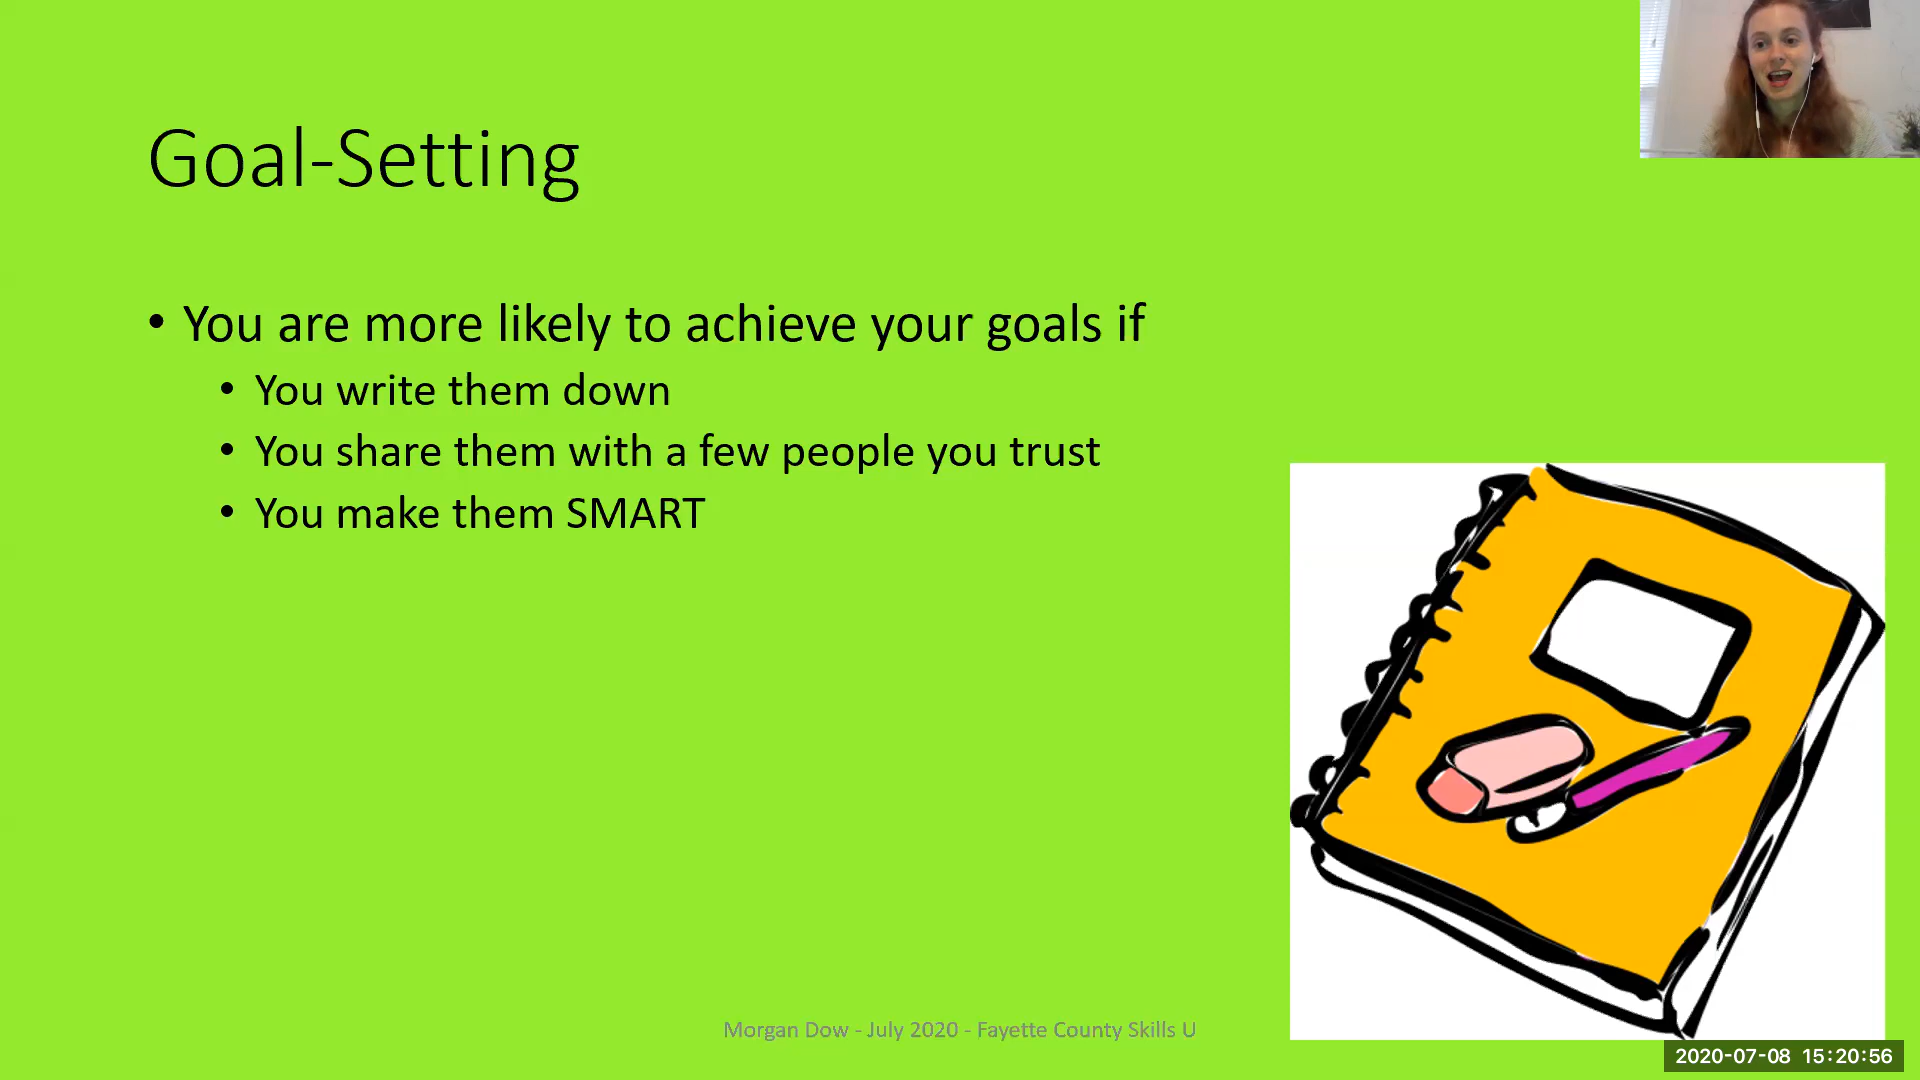 Goal-Setting
• You are more likely to achieve your goals if
• You write them down
• You share them with a few people you trust
• You make them SMART
Morgan Dow - July 2020 - Fayette County Skills U
2020-07-08 15:20:56